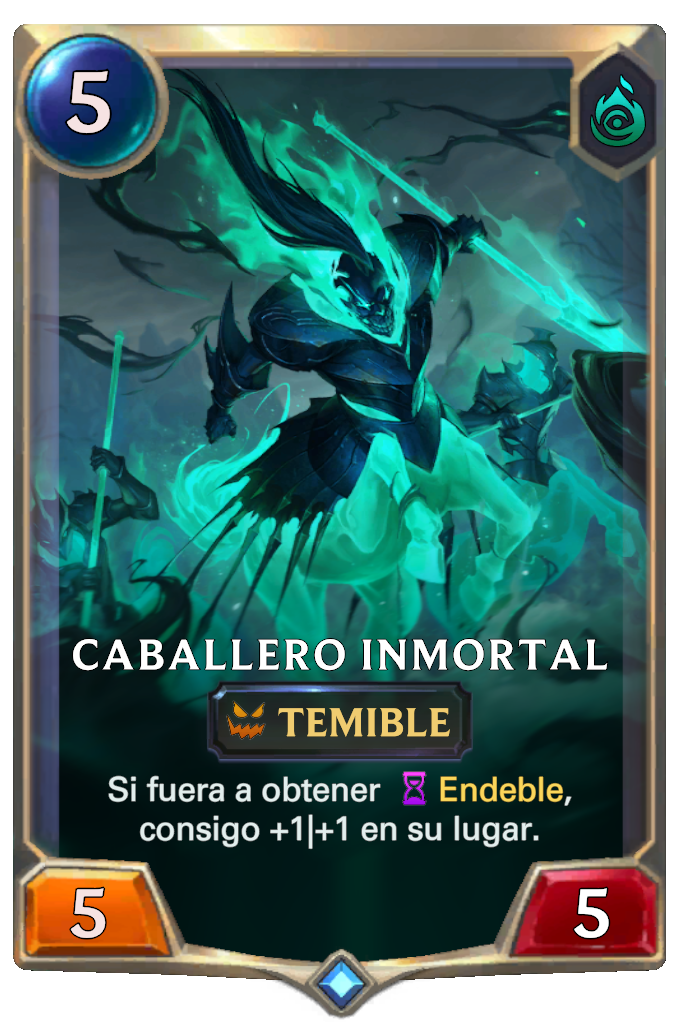 5
CABALLERO INMORTAL
TEMIBLE
Si fuera a obtener Endeble,
consigo +1|+1 en su lugar.
5
5